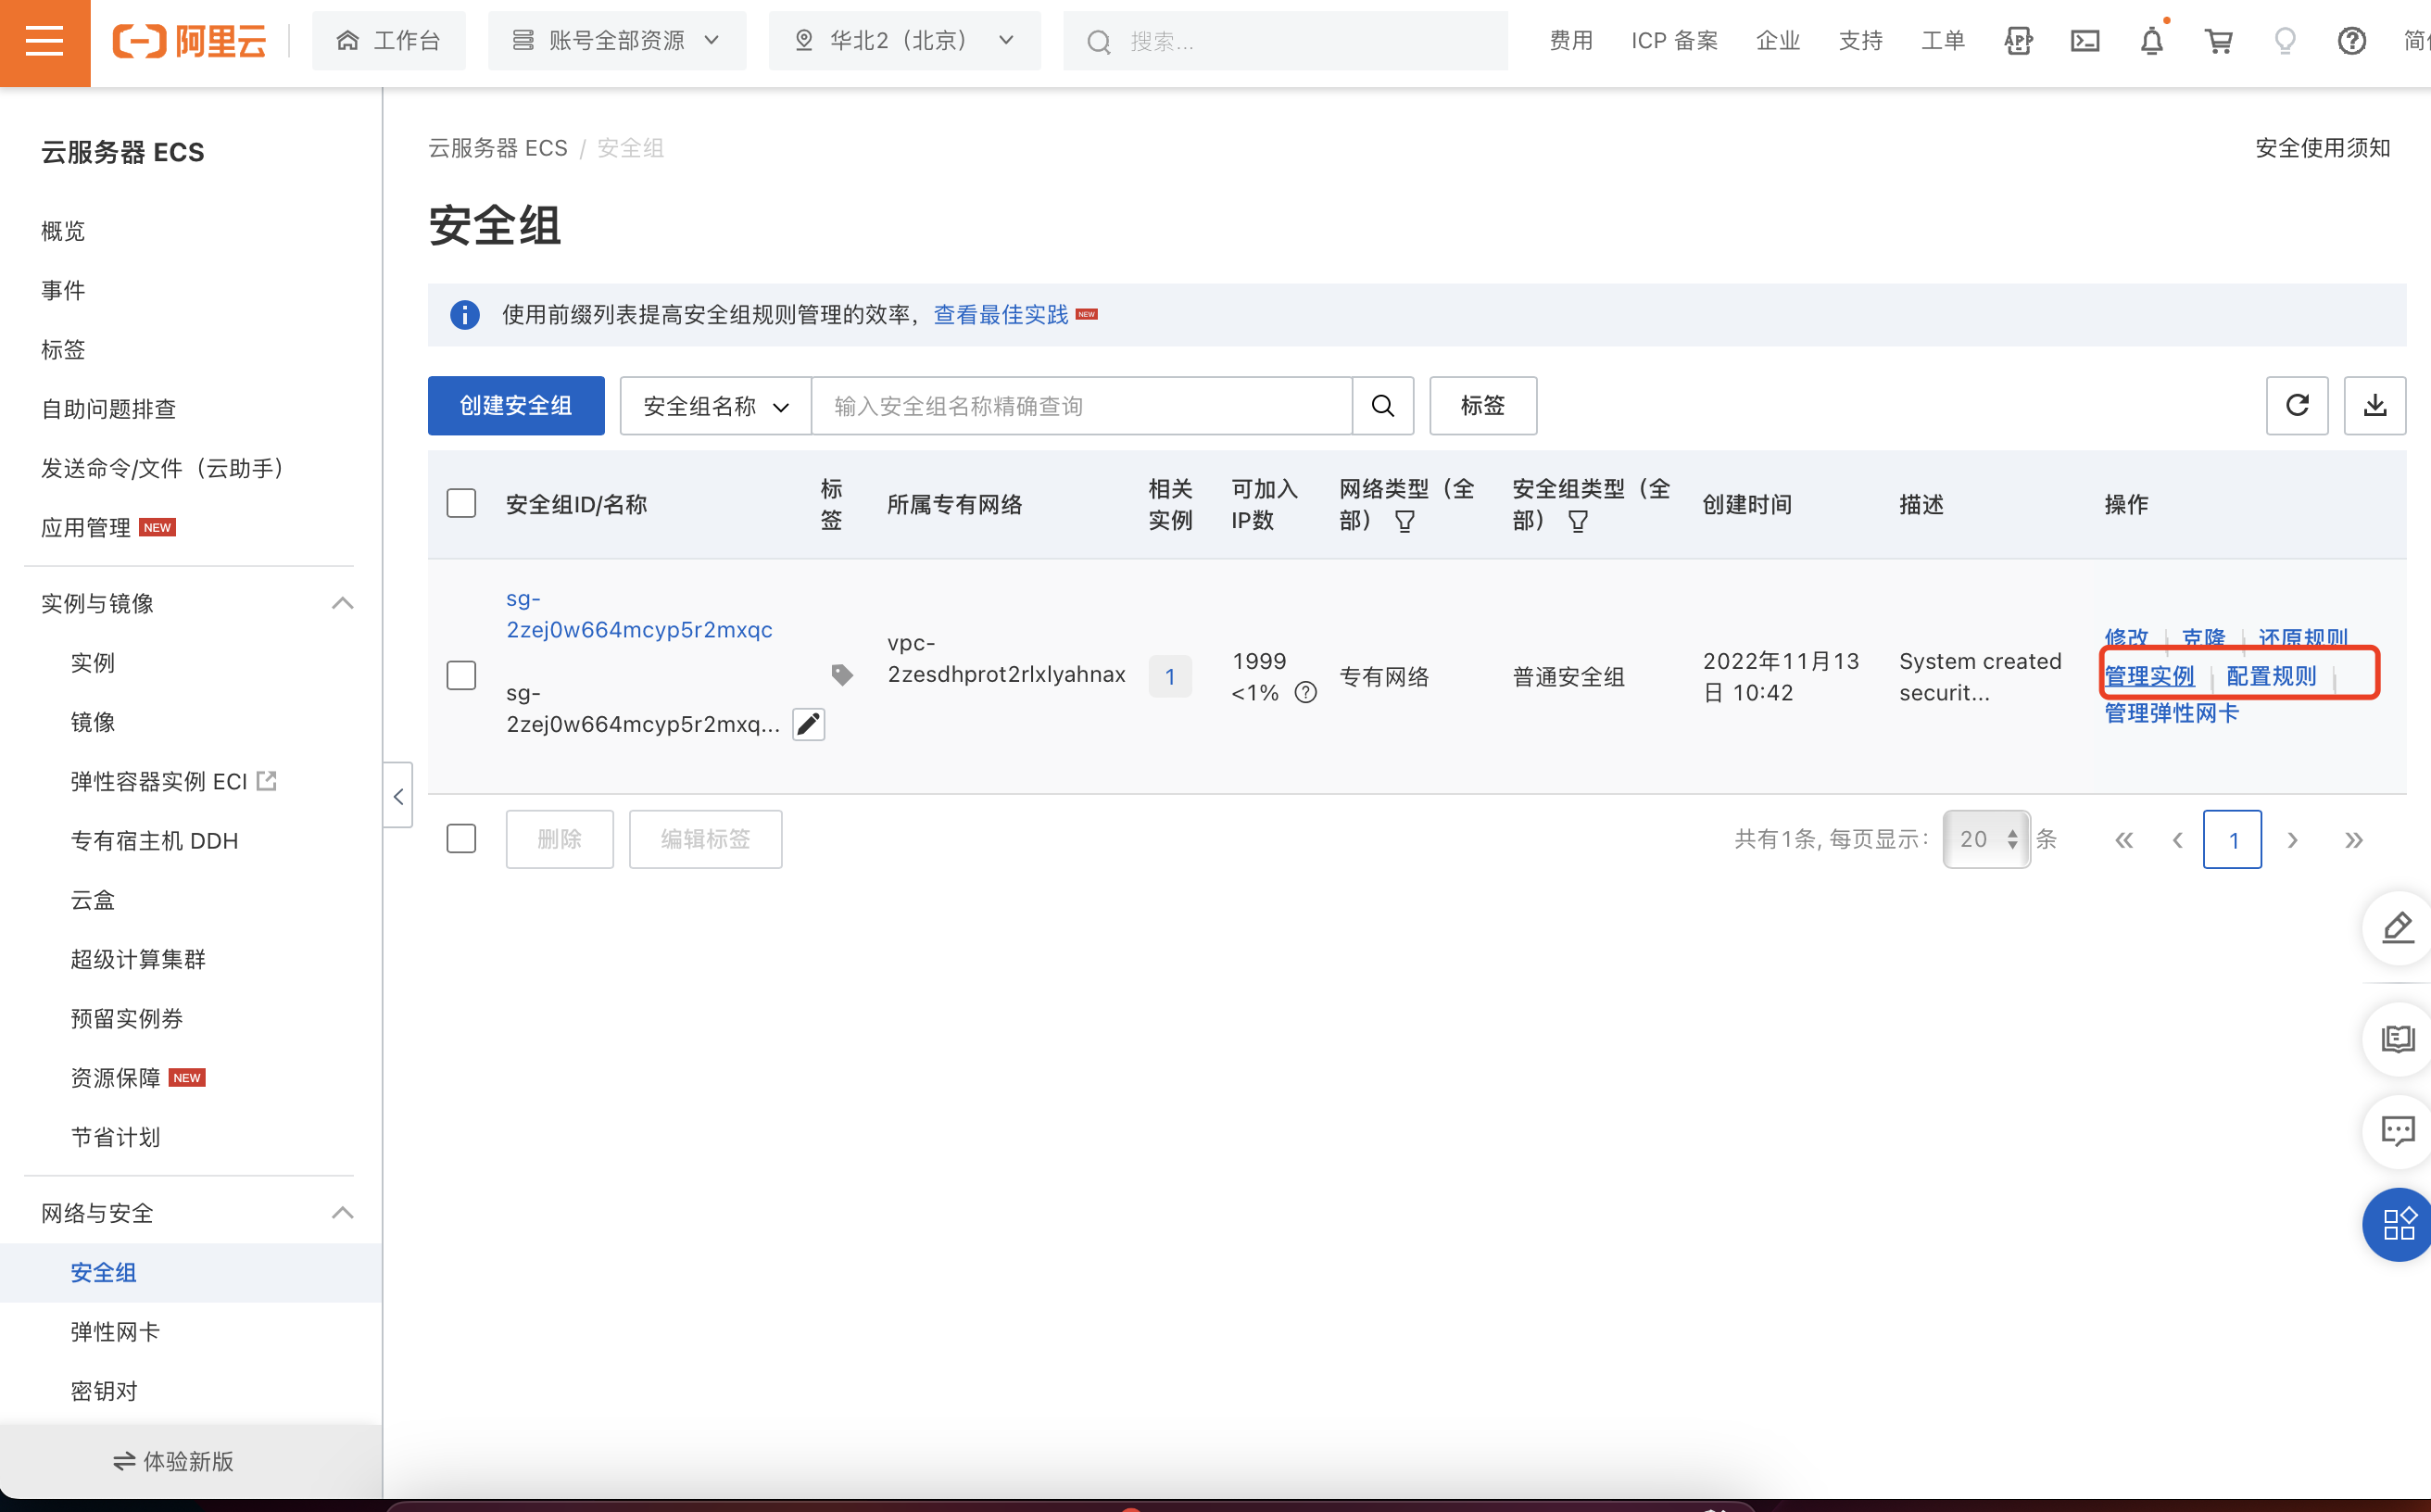 阿里云
工作台
账号全部资源
华北2（北京）
搜索...
费用
ICP 备案
企业
支持
工单
APP
云服务器 ECS
概览
事件
标签
自助问题排查
发送命令/文件（云助手）
应用管理 NEW
实例与镜像
实例
镜像
弹性容器实例 ECI
专有宿主机 DDH
云盒
超级计算集群
预留实例券
资源保障 NEW
节省计划
网络与安全
安全组
弹性网卡
密钥对
体验新版
云服务器 ECS / 安全组
安全使用须知
安全组
使用前缀列表提高安全组规则管理的效率，查看最佳实践 NEW
创建安全组
安全组名称
输入安全组名称精确查询
标签
安全组ID/名称
标
签
所属专有网络
相关
实例
可加入
IP数
网络类型（全
部）
安全组类型（全
部）
创建时间
描述
操作
sg-
2zej0w664mcyp5r2mxqc
sg-
2zej0w664mcyp5r2mxq...
vpc-
2zesdhprot2rlxlyahnax
1
1999
<1%
专有网络
普通安全组
2022年11月13
日 10:42
System created
securit...
修改 | 克隆 | 还原规则
管理实例 | 配置规则 |
管理弹性网卡
删除
编辑标签
共有1条, 每页显示:
20
条
1